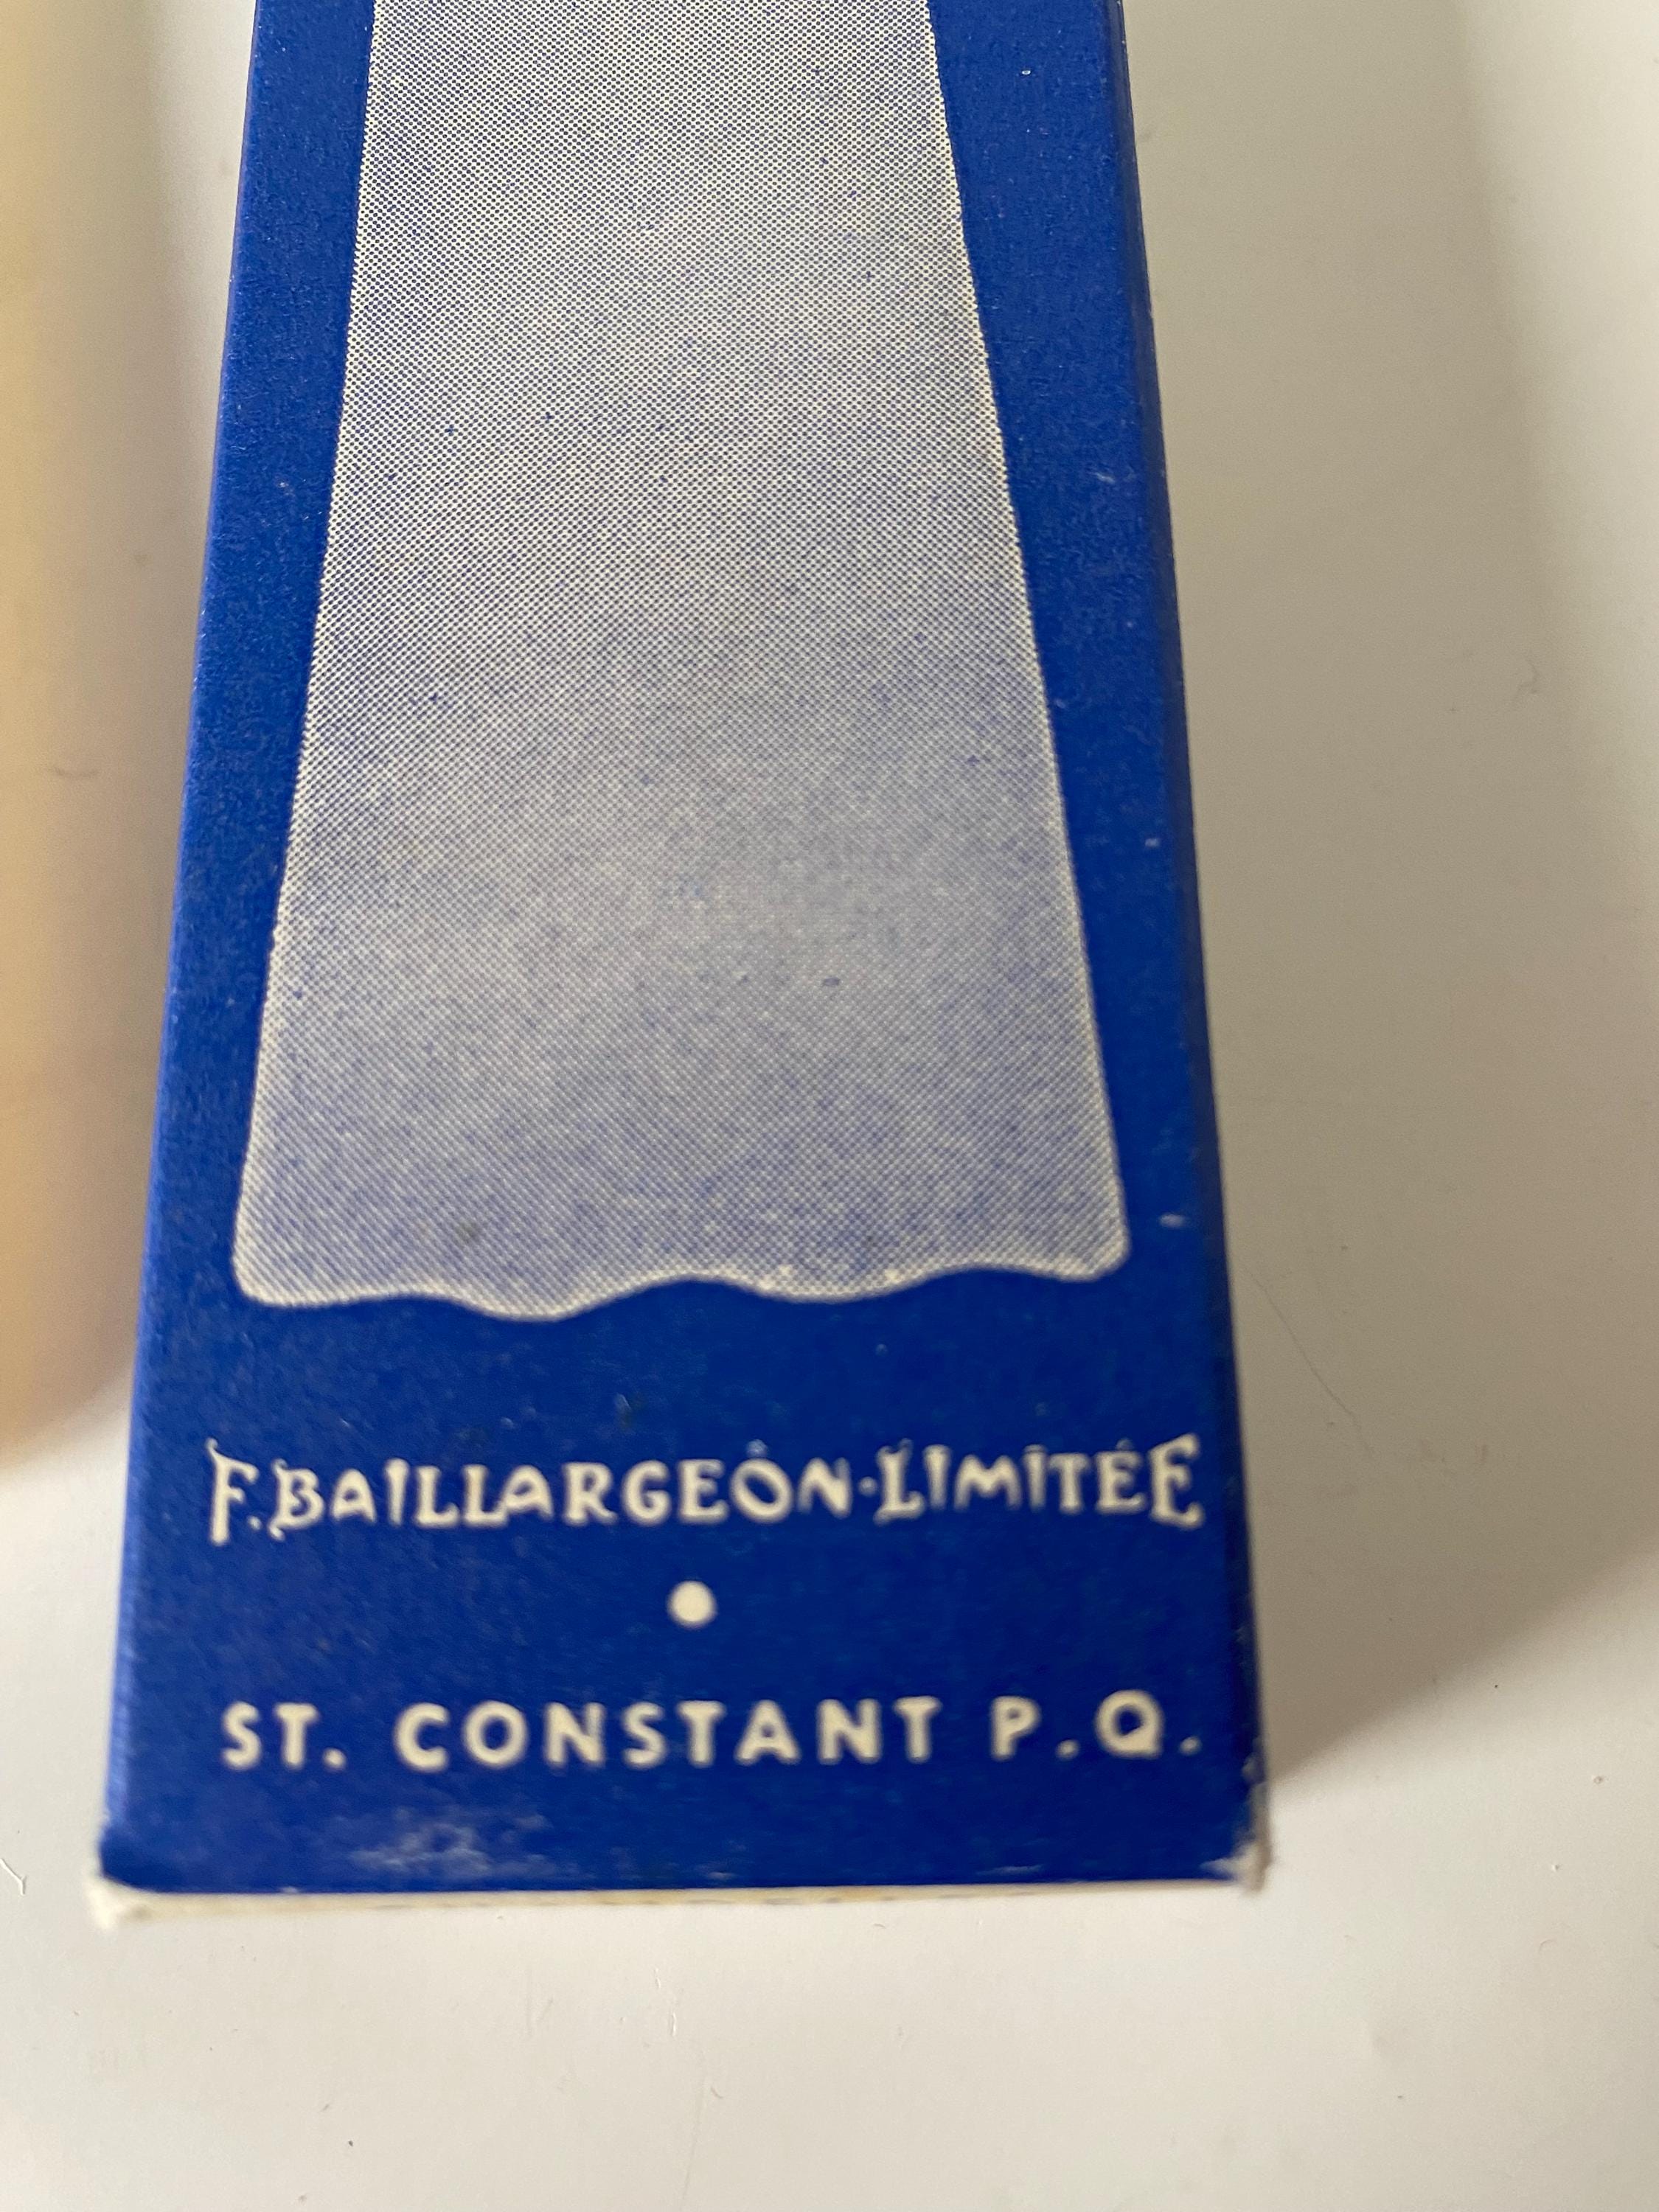 F. BAILLARGEON·LIMITÉE
ST. CONSTANT P.Q.